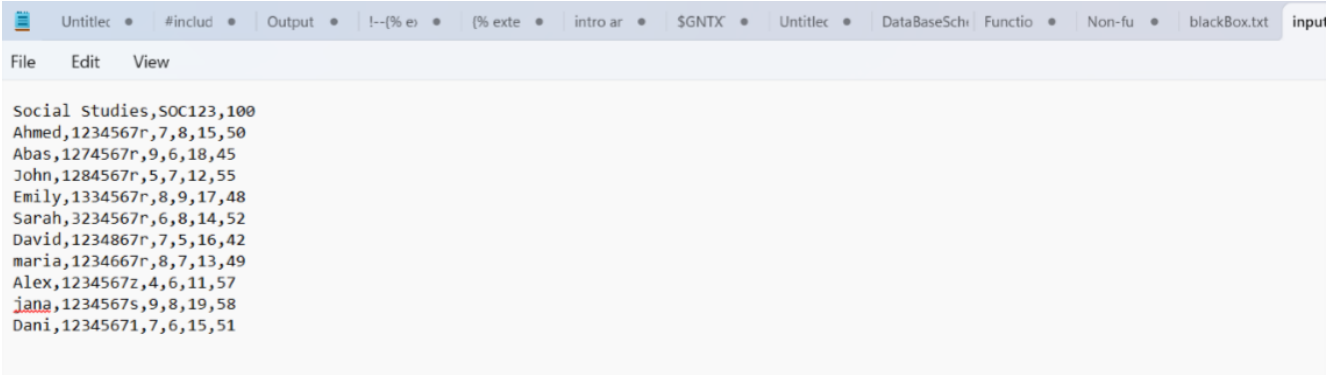 Untitlec #includ Output !--{% e› {% exte intro ar $GNTX Untitlec DataBaseSch Functio Non-fu blackBox.txt input
File Edit View
Social Studies,SOC123,100
Ahmed,1234567r,7,8,15,50
Abas,1274567r,9,6,18,45
John,1284567r,5,7,12,55
Emily,1334567r,8,9,17,48
Sarah,3234567r,6,8,14,52
David,1234867r,7,5,16,42
maria,1234667r,8,7,13,49
Alex,1234567z,4,6,11,57
jana,1234567s,9,8,19,58
Dani,12345671,7,6,15,51